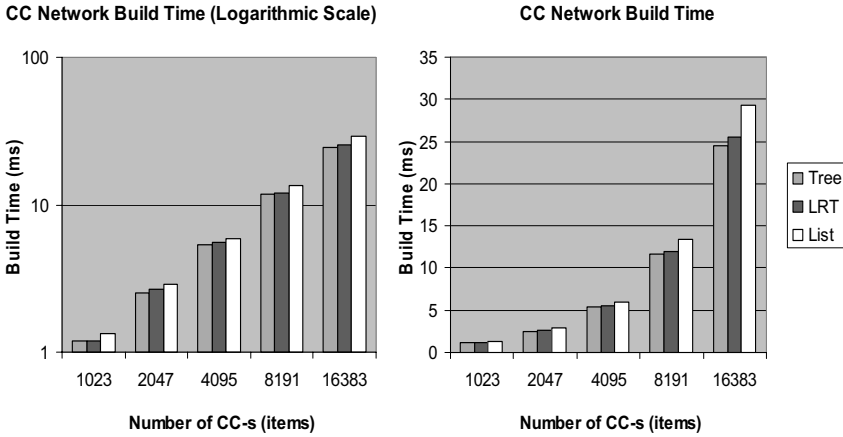 CC Network Build Time (Logarithmic Scale)
100
10
1
Build Time (ms)
1023 2047 4095 8191 16383
Number of CC-s (items)
CC Network Build Time
35
30
25
20
15
10
5
0
Build Time (ms)
1023 2047 4095 8191 16383
Number of CC-s (items)
Tree
LRT
List